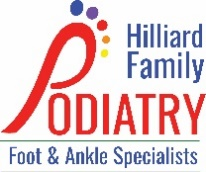 Hilliard
Family
PODIATRY
Foot & Ankle Specialists